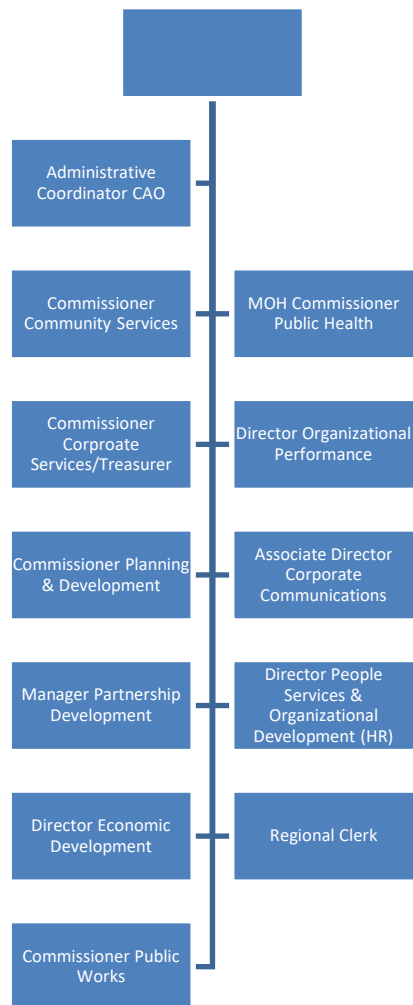 Administrative
Coordinator CAO
Commissioner
Community Services
MOH Commissioner
Public Health
Commissioner
Corproate
Services/Treasurer
Director Organizational
Performance
Commissioner Planning
& Development
Associate Director
Corporate
Communications
Manager Partnership
Development
Director People
Services &
Organizational
Development (HR)
Director Economic
Development
Regional Clerk
Commissioner Public
Works